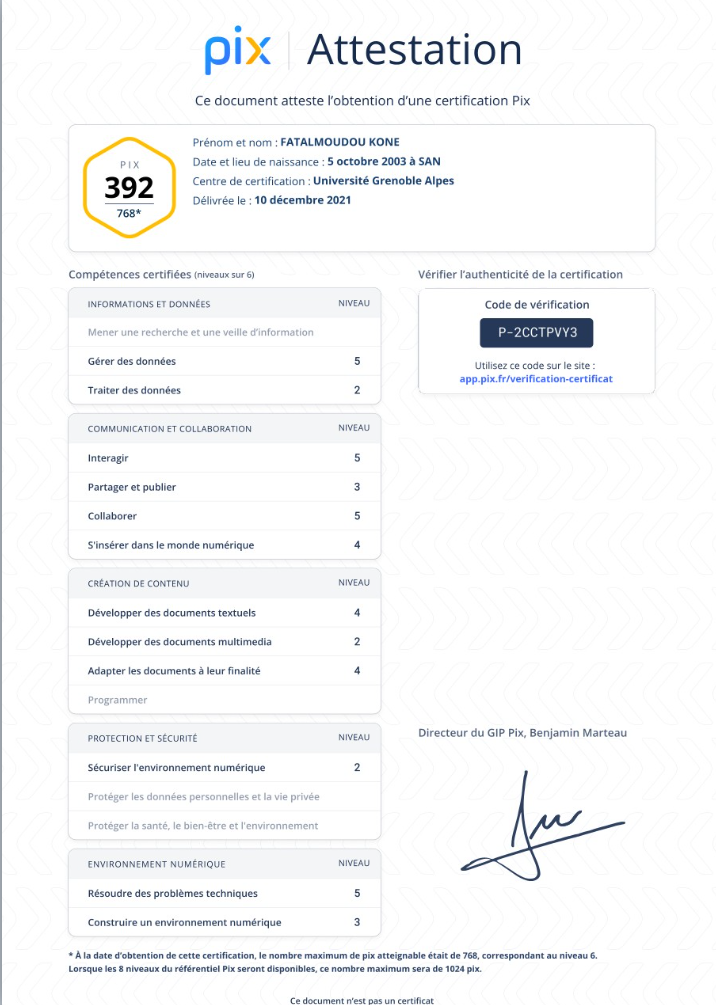 pix | Attestation
Ce document atteste l'obtention d'une certification Pix
PIX
392
768*
Prénom et nom : FATALMOUDOU KONE
Date et lieu de naissance : 5 octobre 2003 à SAN
Centre de certification : Université Grenoble Alpes
Délivrée le : 10 décembre 2021
Compétences certifiées (niveaux sur 6)
INFORMATIONS ET DONNÉES NIVEAU
Mener une recherche et une veille d'information
Gérer des données 5
Traiter des données 2
COMMUNICATION ET COLLABORATION NIVEAU
Interagir 5
Partager et publier 3
Collaborer 5
S'insérer dans le monde numérique 4
CRÉATION DE CONTENU NIVEAU
Développer des documents textuels 4
Développer des documents multimedia 2
Adapter les documents à leur finalité 4
Programmer
PROTECTION ET SÉCURITÉ NIVEAU
Sécuriser l'environnement numérique 2
Protéger les données personnelles et la vie privée
Protéger la santé, le bien-être et l'environnement
ENVIRONNEMENT NUMÉRIQUE NIVEAU
Résoudre des problèmes techniques 5
Construire un environnement numérique 3
Vérifier l'authenticité de la certification
Code de vérification
P-2CCTPVY3
Utilisez ce code sur le site :
app.pix.fr/verification-certificat
Directeur du GIP Pix, Benjamin Marteau
* À la date d'obtention de cette certification, le nombre maximum de pix atteignable était de 768, correspondant au niveau 6.
Lorsque les 8 niveaux du référentiel Pix seront disponibles, ce nombre maximum sera de 1024 pix.
Ce document n'est pas un certificat